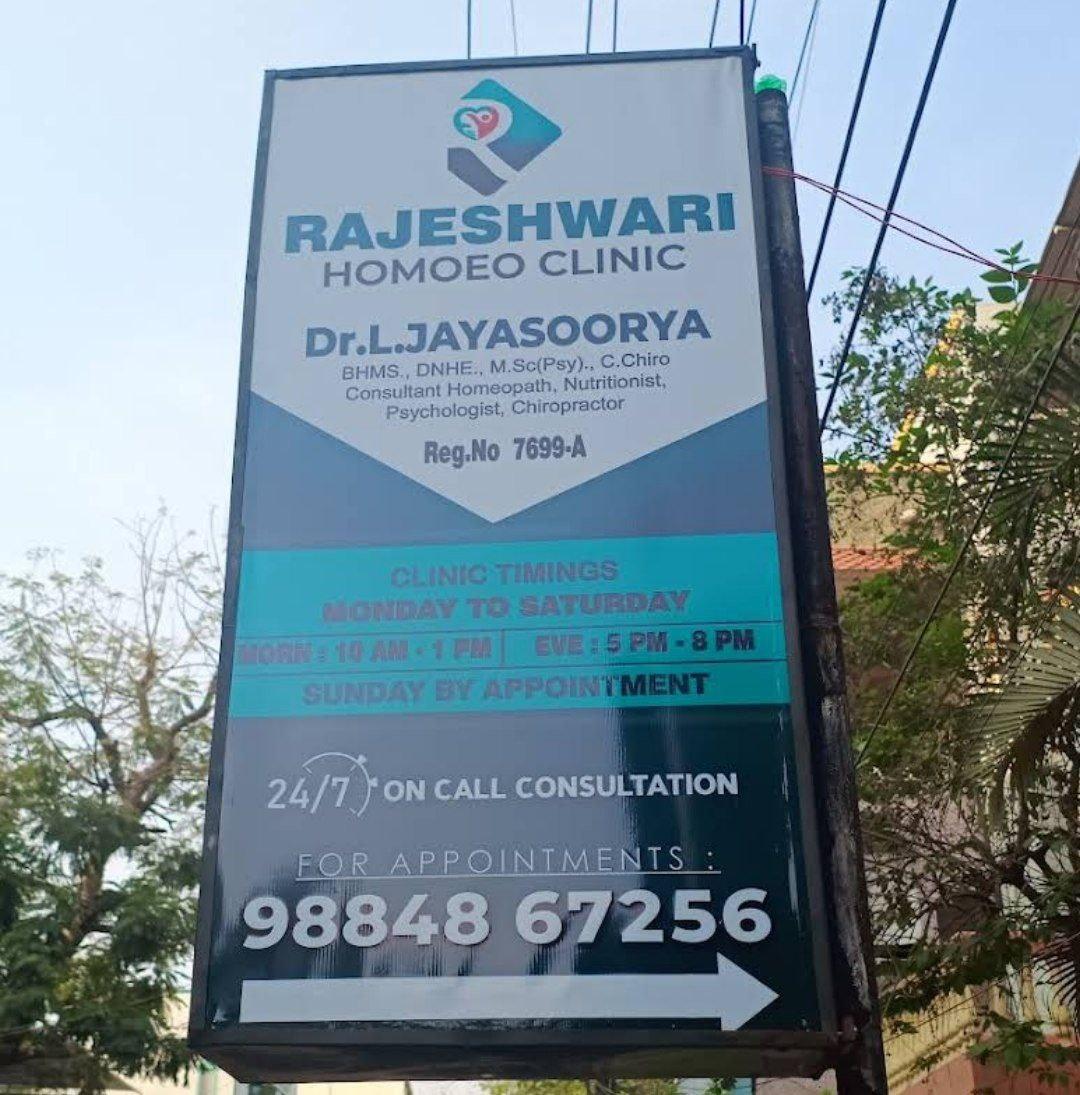 RAJESHWARI
HOMOEO CLINIC
Dr.L.JAYASOORYA
BHMS., DNHE., M.Sc(Psy)., C.Chiro
Consultant Homeopath, Nutritionist,
Psychologist, Chiropractor
Reg.No 7699-A
CLINIC TIMINGS
MONDAY TO SATURDAY
MORN : 10 AM - 1 PM | EVE : 5 PM - 8 PM
SUNDAY BY APPOINTMENT
24/7 ON CALL CONSULTATION
FOR APPOINTMENTS :
98848 67256